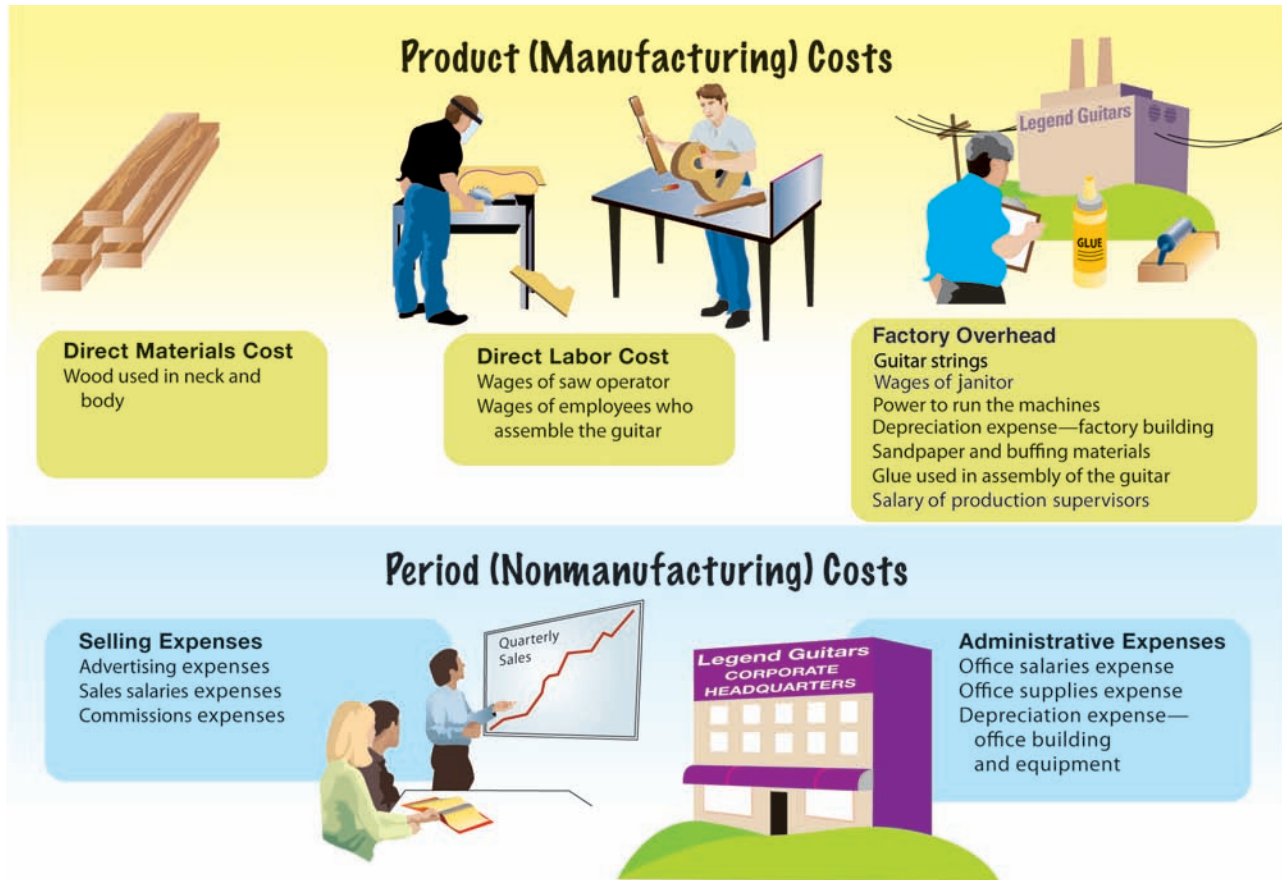 Product (Manufacturing) Costs
Legend Guitars
GLUE
Direct Materials Cost
Wood used in neck and
body
Direct Labor Cost
Wages of saw operator
Wages of employees who
assemble the guitar
Factory Overhead
Guitar strings
Wages of janitor
Power to run the machines
Depreciation expense—factory building
Sandpaper and buffing materials
Glue used in assembly of the guitar
Salary of production supervisors
Period (Nonmanufacturing) Costs
Selling Expenses
Advertising expenses
Sales salaries expenses
Commissions expenses
Quarterly
Sales
Legend Guitars
CORPORATE
HEADQUARTERS
Administrative Expenses
Office salaries expense
Office supplies expense
Depreciation expense—
office building
and equipment